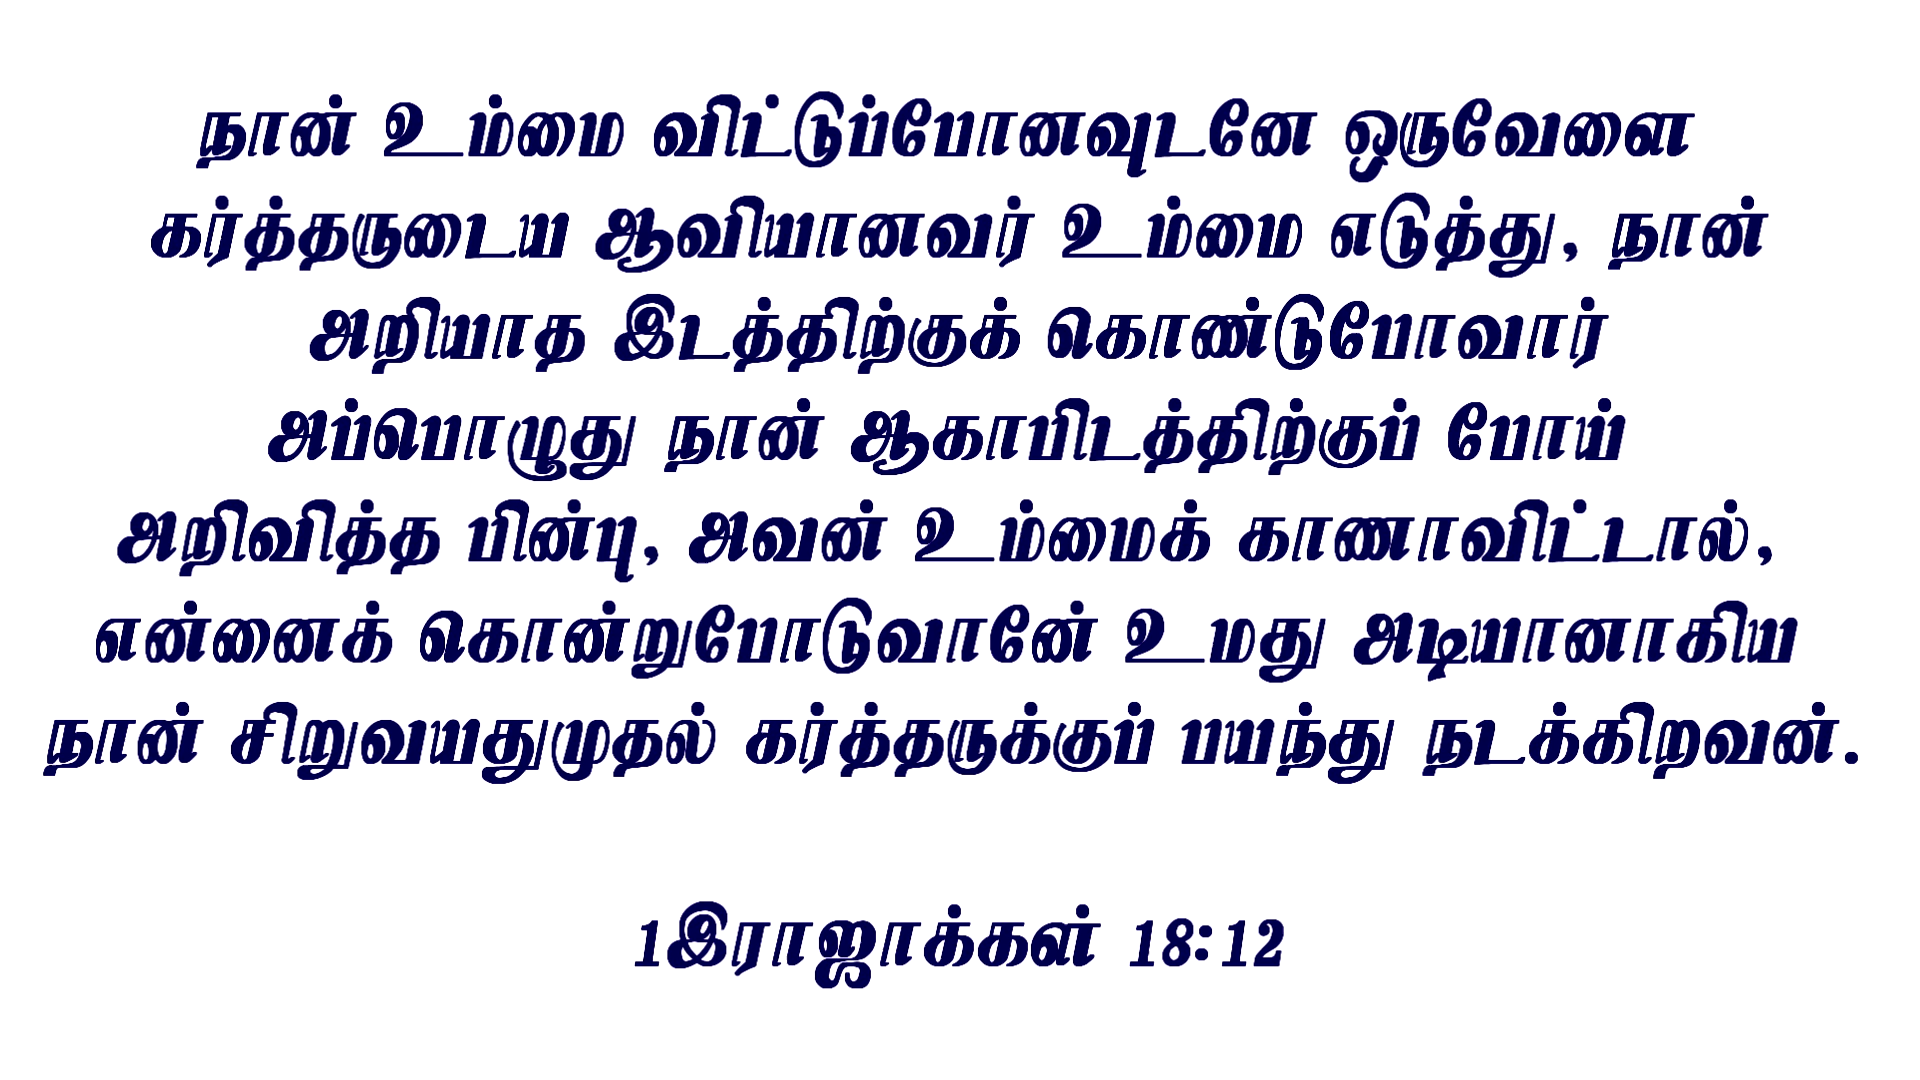 நான் உம்மை விட்டுப்போனவுடனே ஒருவேளை
கர்த்தருடைய ஆவியானவர் உம்மை எடுத்து, நான்
அறியாத இடத்திற்குக் கொண்டுபோவார்
அப்பொழுது நான் ஆகாபிடத்திற்குப் போய்
அறிவித்த பின்பு, அவன் உம்மைக் காணாவிட்டால்,
என்னைக் கொன்றுபோடுவானே் உமது அடியானாகிய
நான் சிறுவயதுமுதல் கர்த்தருக்குப் பயந்து நடக்கிறவன்.
1இராஜாக்கள் 18:12